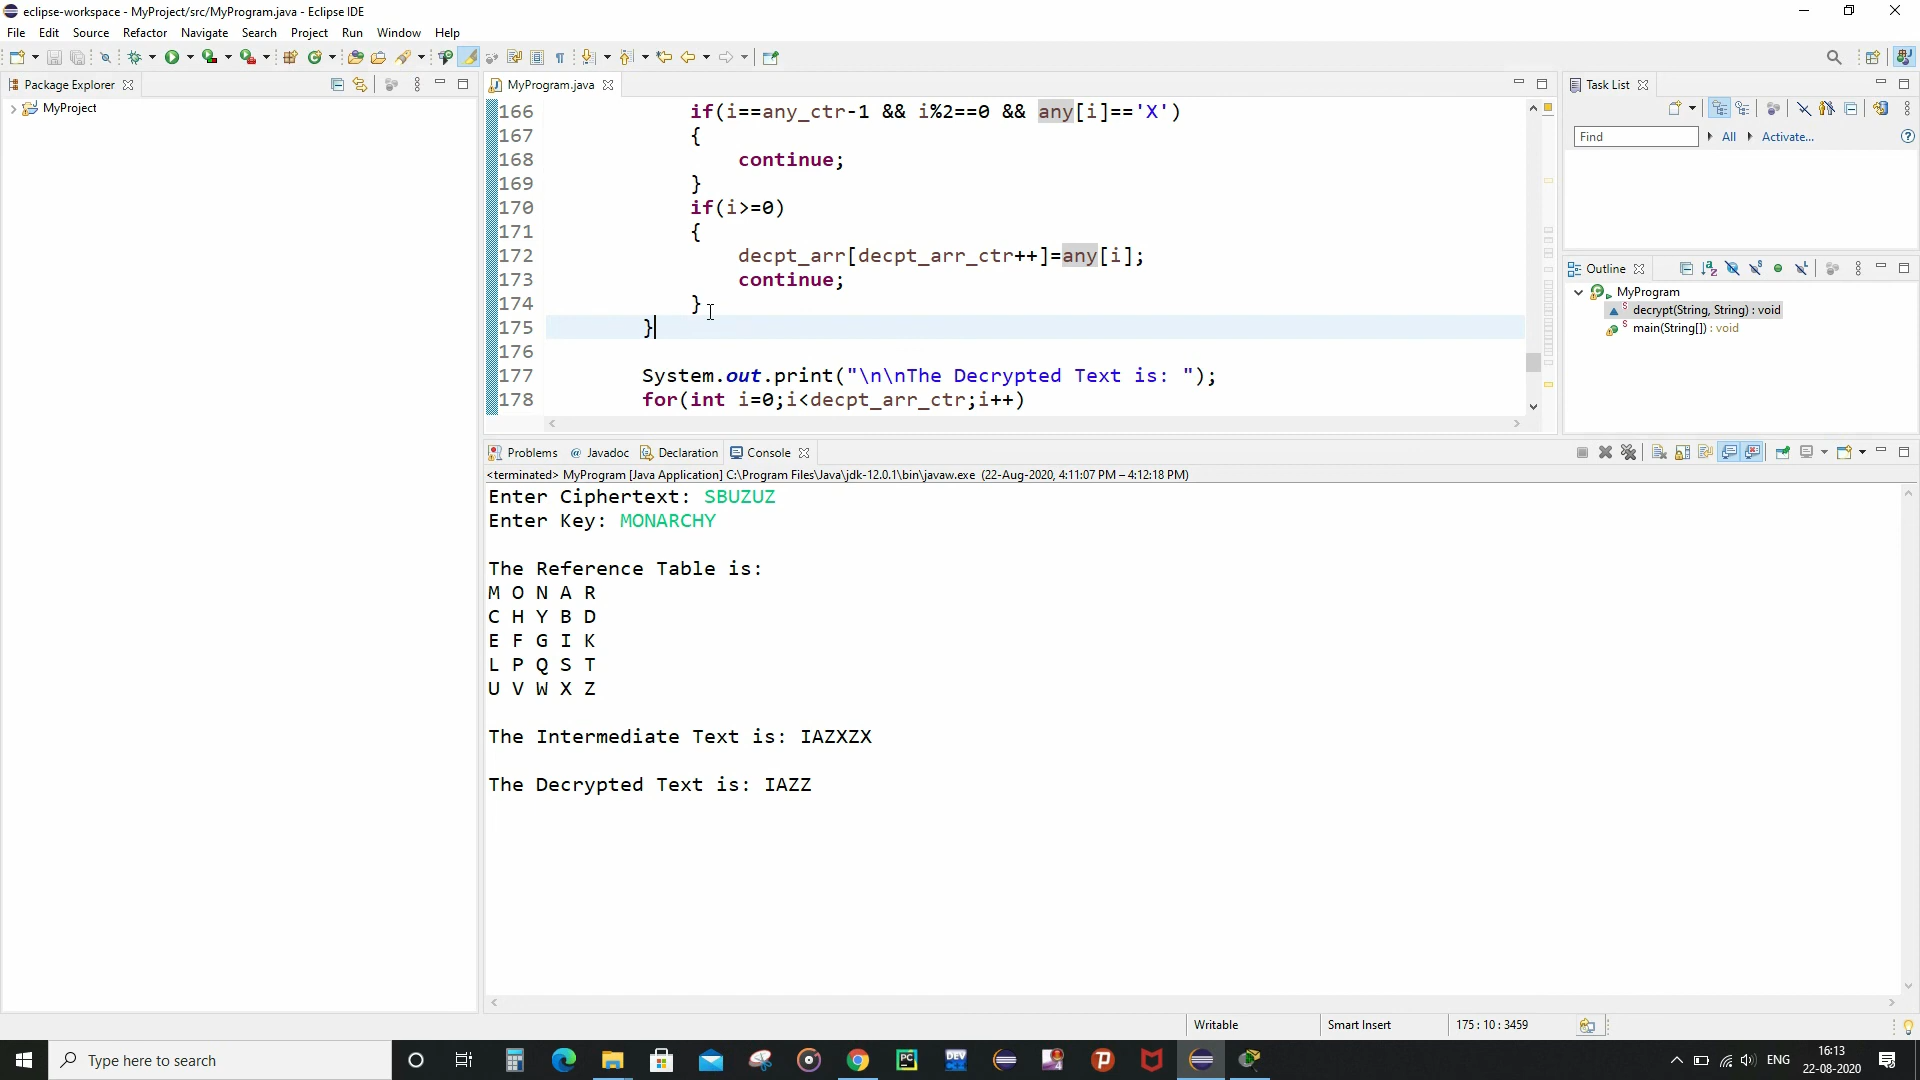 eclipse-workspace - MyProject/src/MyProgram.java - Eclipse IDE
File Edit Source Refactor Navigate Search Project Run Window Help
Package Explorer
MyProject
MyProgram.java
166 if(i==any_ctr-1 && i%2==0 && any[i]=='X')
167 {
168 continue;
169 }
170 if(i>=0)
171 {
172 decpt_arr[decpt_arr_ctr++]=any[i];
173 continue;
174 }
175 }
176
177 System.out.print("\n\nThe Decrypted Text is: ");
178 for(int i=0;i<decpt_arr_ctr;i++)
Task List
Find All Activate...
Outline
MyProgram
decrypt(String, String) : void
main(String[]) : void
Problems @ Javadoc Declaration Console
<terminated> MyProgram [Java Application] C:\Program Files\Java\jdk-12.0.1\bin\javaw.exe (22-Aug-2020, 4:11:07 PM – 4:12:18 PM)
Enter Ciphertext: SBUZUZ
Enter Key: MONARCHY
The Reference Table is:
M O N A R
C H Y B D
E F G I K
L P Q S T
U V W X Z
The Intermediate Text is: IAZXZX
The Decrypted Text is: IAZZ
Writable Smart Insert 175 : 10 : 3459
Type here to search
PC
DEV
ENG
16:13
22-08-2020